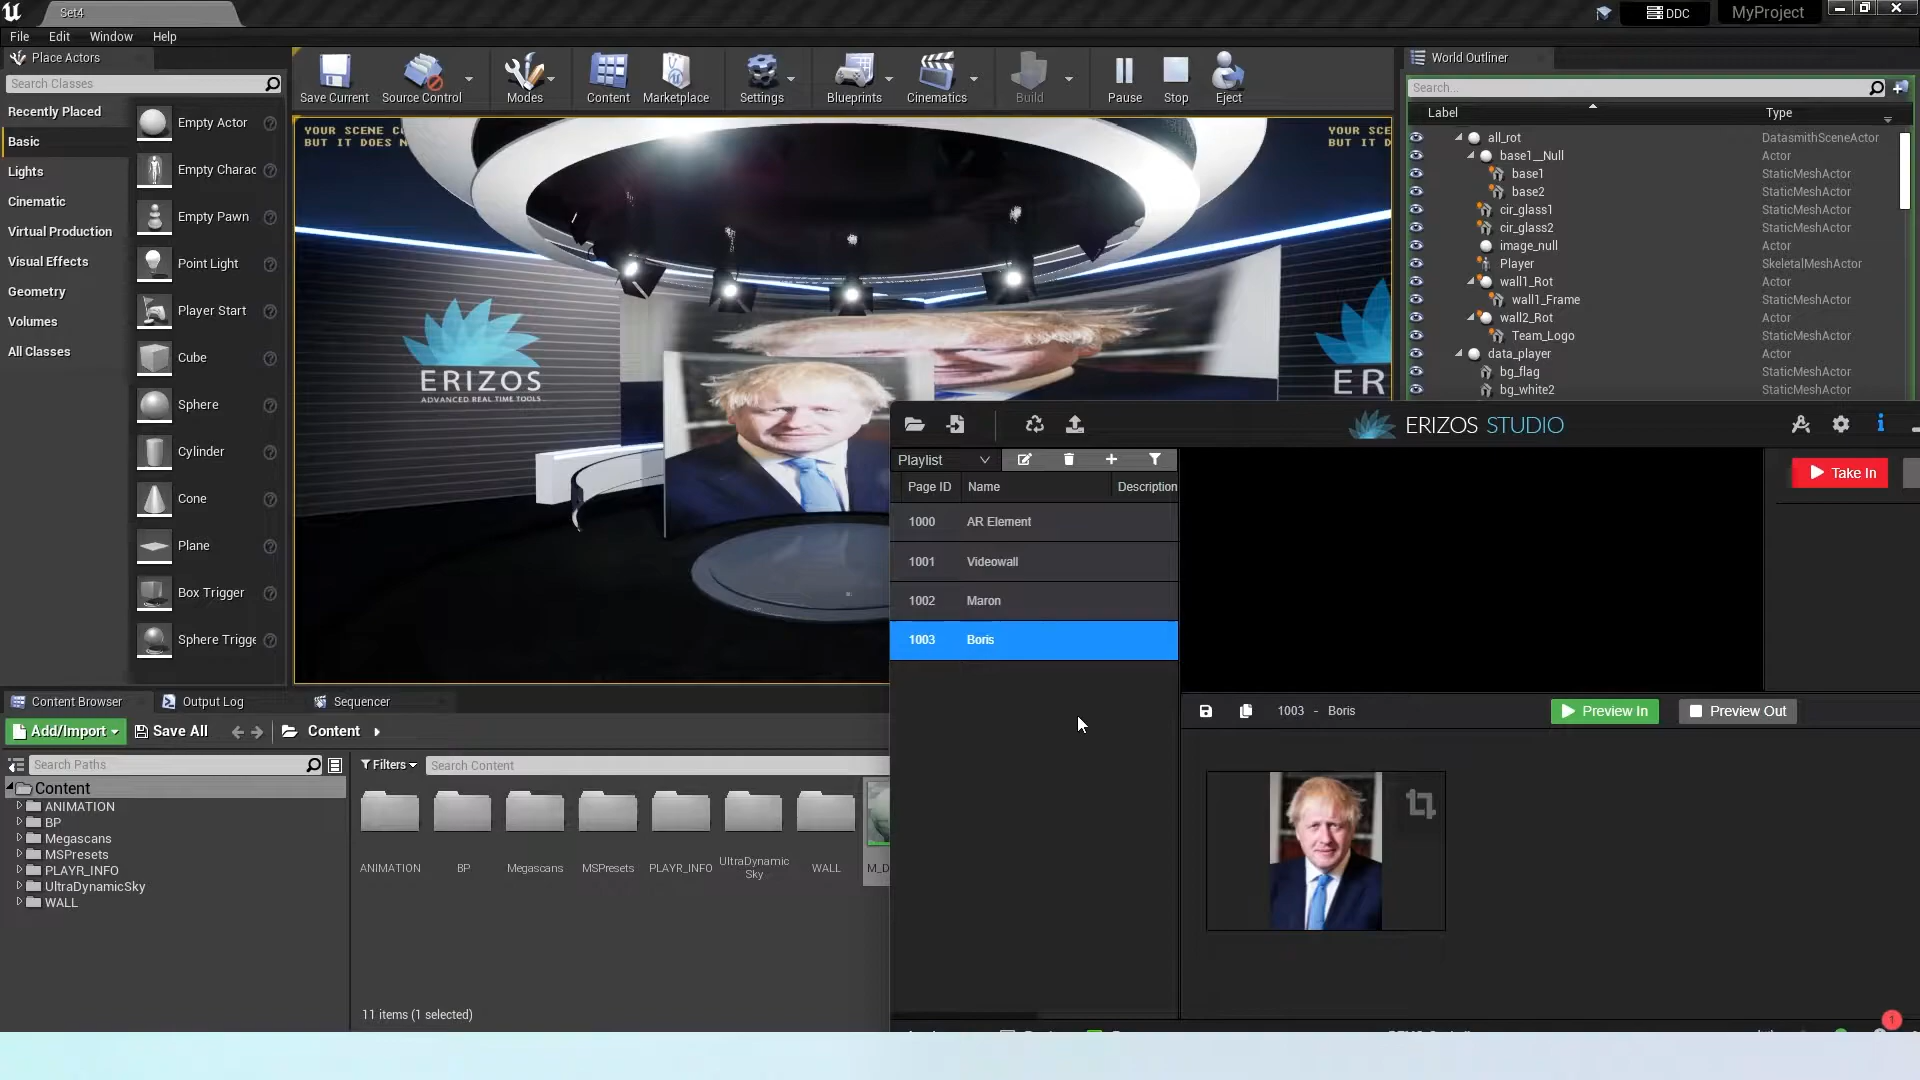 Set4
DDC
MyProject
File Edit Window Help
Place Actors
Search Classes
Recently Placed
Basic
Lights
Cinematic
Virtual Production
Visual Effects
Geometry
Volumes
All Classes
Empty Actor
Empty Charac
Empty Pawn
Point Light
Player Start
Cube
Sphere
Cylinder
Cone
Plane
Box Trigger
Sphere Trigge
Save Current
Source Control
Modes
Content
Marketplace
Settings
Blueprints
Cinematics
Build
Pause
Stop
Eject
YOUR SCENE C
BUT IT DOES N
YOUR SCE
BUT IT D
ERIZOS
ADVANCED REAL TIME TOOLS
ER
World Outliner
Search...
Label Type
all_rot DatasmithSceneActor
base1__Null Actor
base1 StaticMeshActor
base2 StaticMeshActor
cir_glass1 StaticMeshActor
cir_glass2 StaticMeshActor
image_null Actor
Player SkeletalMeshActor
wall1_Rot Actor
wall1_Frame StaticMeshActor
wall2_Rot Actor
Team_Logo StaticMeshActor
data_player Actor
bg_flag StaticMeshActor
bg_white2 StaticMeshActor
ERIZOS STUDIO
Playlist
Page ID Name Description
1000 AR Element
1001 Videowall
1002 Maron
1003 Boris
Take In
1003 - Boris
Preview In
Preview Out
1
Content Browser
Output Log
Sequencer
Add/Import
Save All
Content
Search Paths
Filters
Search Content
Content
ANIMATION
BP
Megascans
MSPresets
PLAYR_INFO
UltraDynamicSky
WALL
ANIMATION
BP
Megascans
MSPresets
PLAYR_INFO
UltraDynamic
Sky
WALL
M_D
11 items (1 selected)